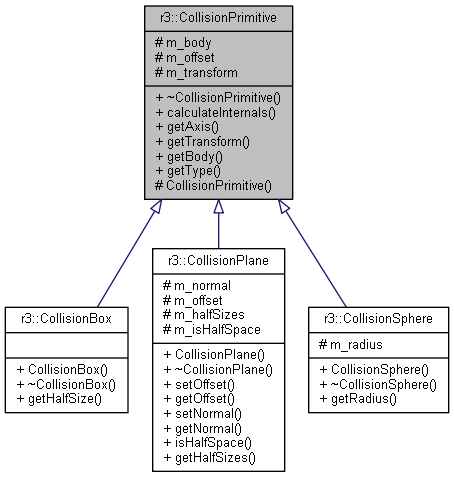 r3::CollisionPrimitive
# m_body
# m_offset
# m_transform
+ ~CollisionPrimitive()
+ calculateInternals()
+ getAxis()
+ getTransform()
+ getBody()
+ getType()
# CollisionPrimitive()
r3::CollisionBox
+ CollisionBox()
+ ~CollisionBox()
+ getHalfSize()
r3::CollisionPlane
# m_normal
# m_offset
# m_halfSizes
# m_isHalfSpace
+ CollisionPlane()
+ ~CollisionPlane()
+ setOffset()
+ getOffset()
+ setNormal()
+ getNormal()
+ isHalfSpace()
+ getHalfSizes()
r3::CollisionSphere
# m_radius
+ CollisionSphere()
+ ~CollisionSphere()
+ getRadius()